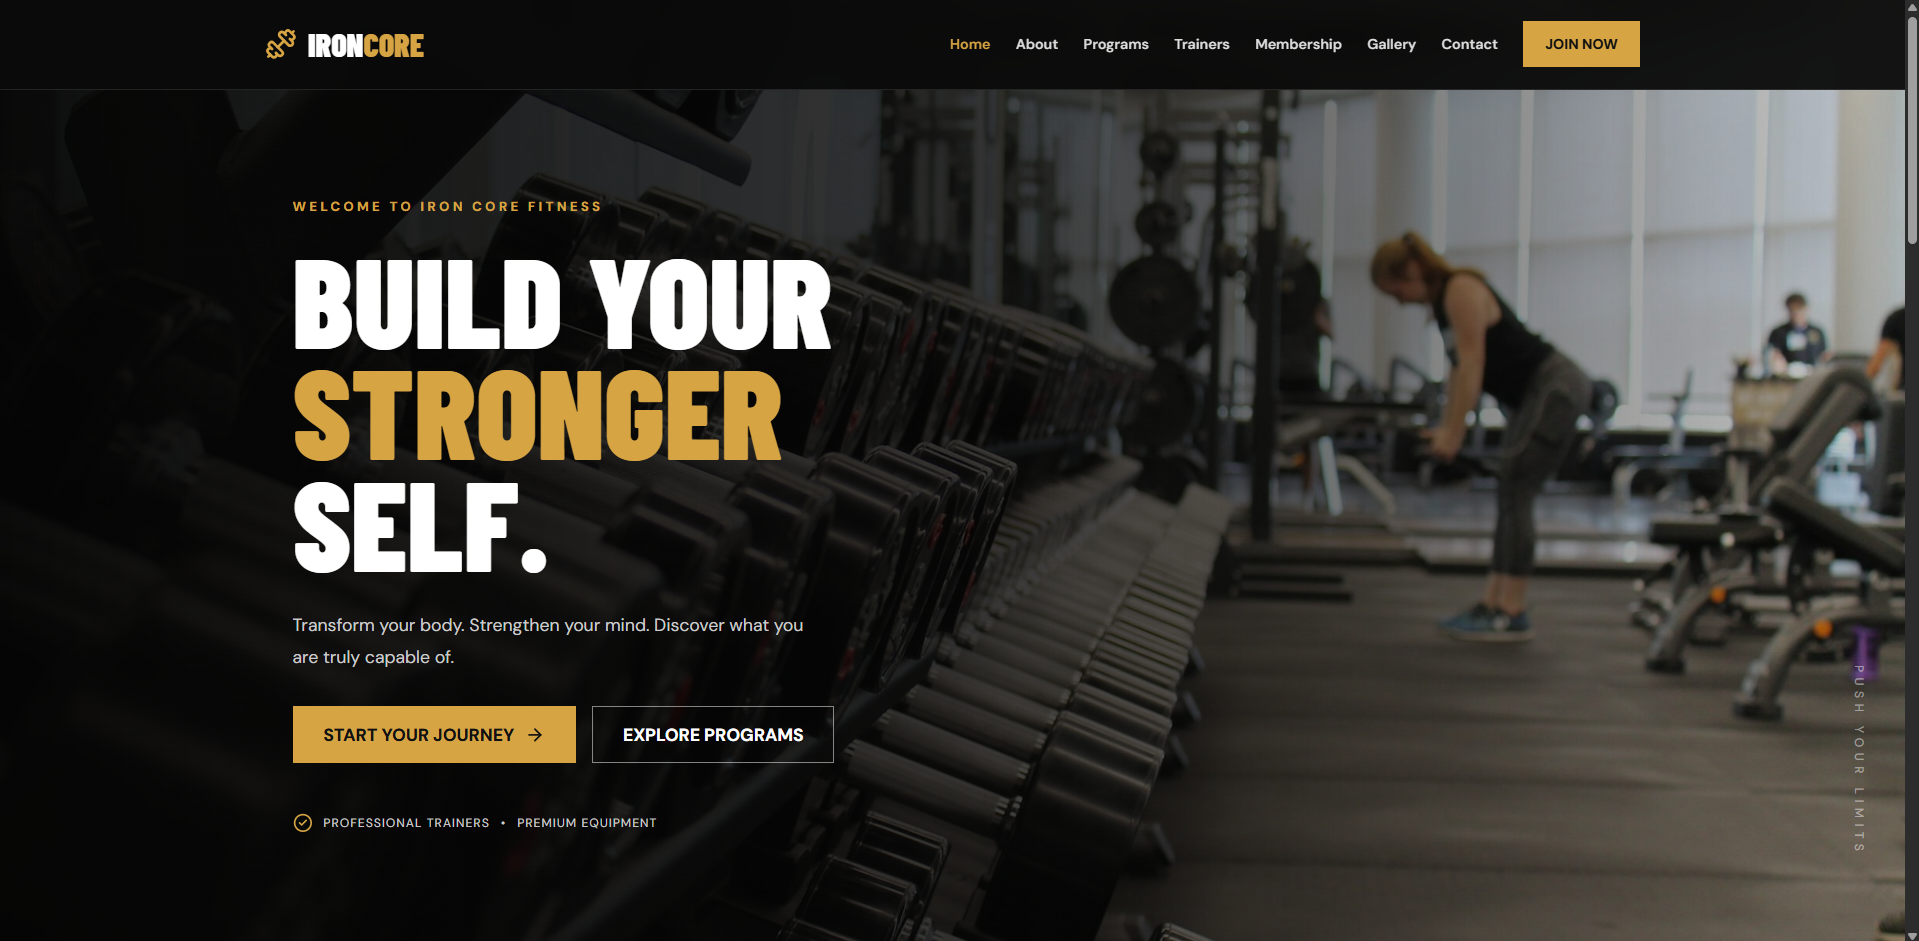 IRONCORE
Home About Programs Trainers Membership Gallery Contact JOIN NOW
WELCOME TO IRON CORE FITNESS
BUILD YOUR
STRONGER
SELF.
Transform your body. Strengthen your mind. Discover what you
are truly capable of.
START YOUR JOURNEY → EXPLORE PROGRAMS
PROFESSIONAL TRAINERS • PREMIUM EQUIPMENT
PUSH YOUR LIMITS